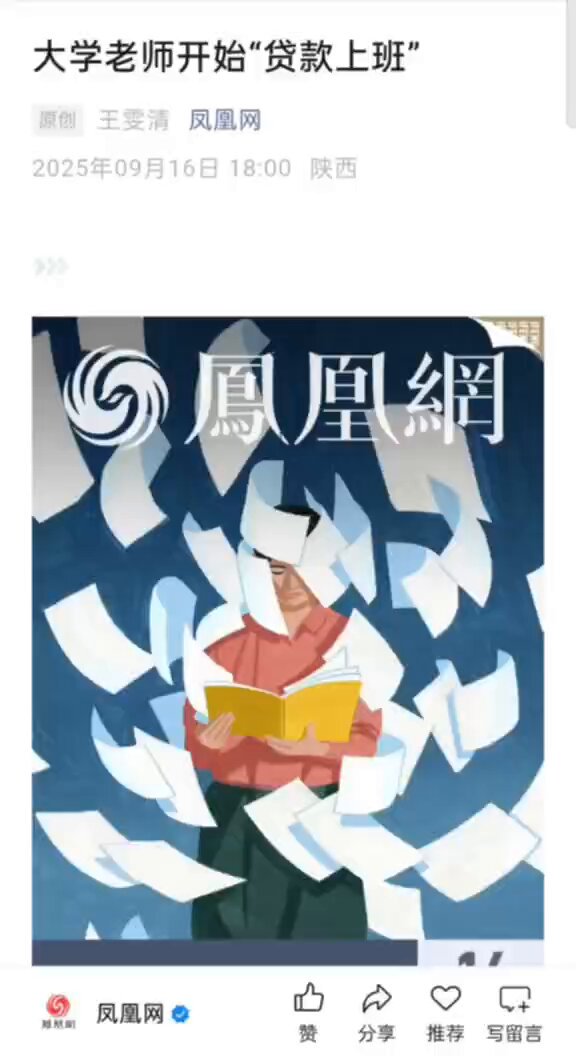 大学老师开始“贷款上班”
原创 王雯清 凤凰网
2025年09月16日 18:00 陕西
鳳凰網
凤凰网 赞 分享 推荐 写留言